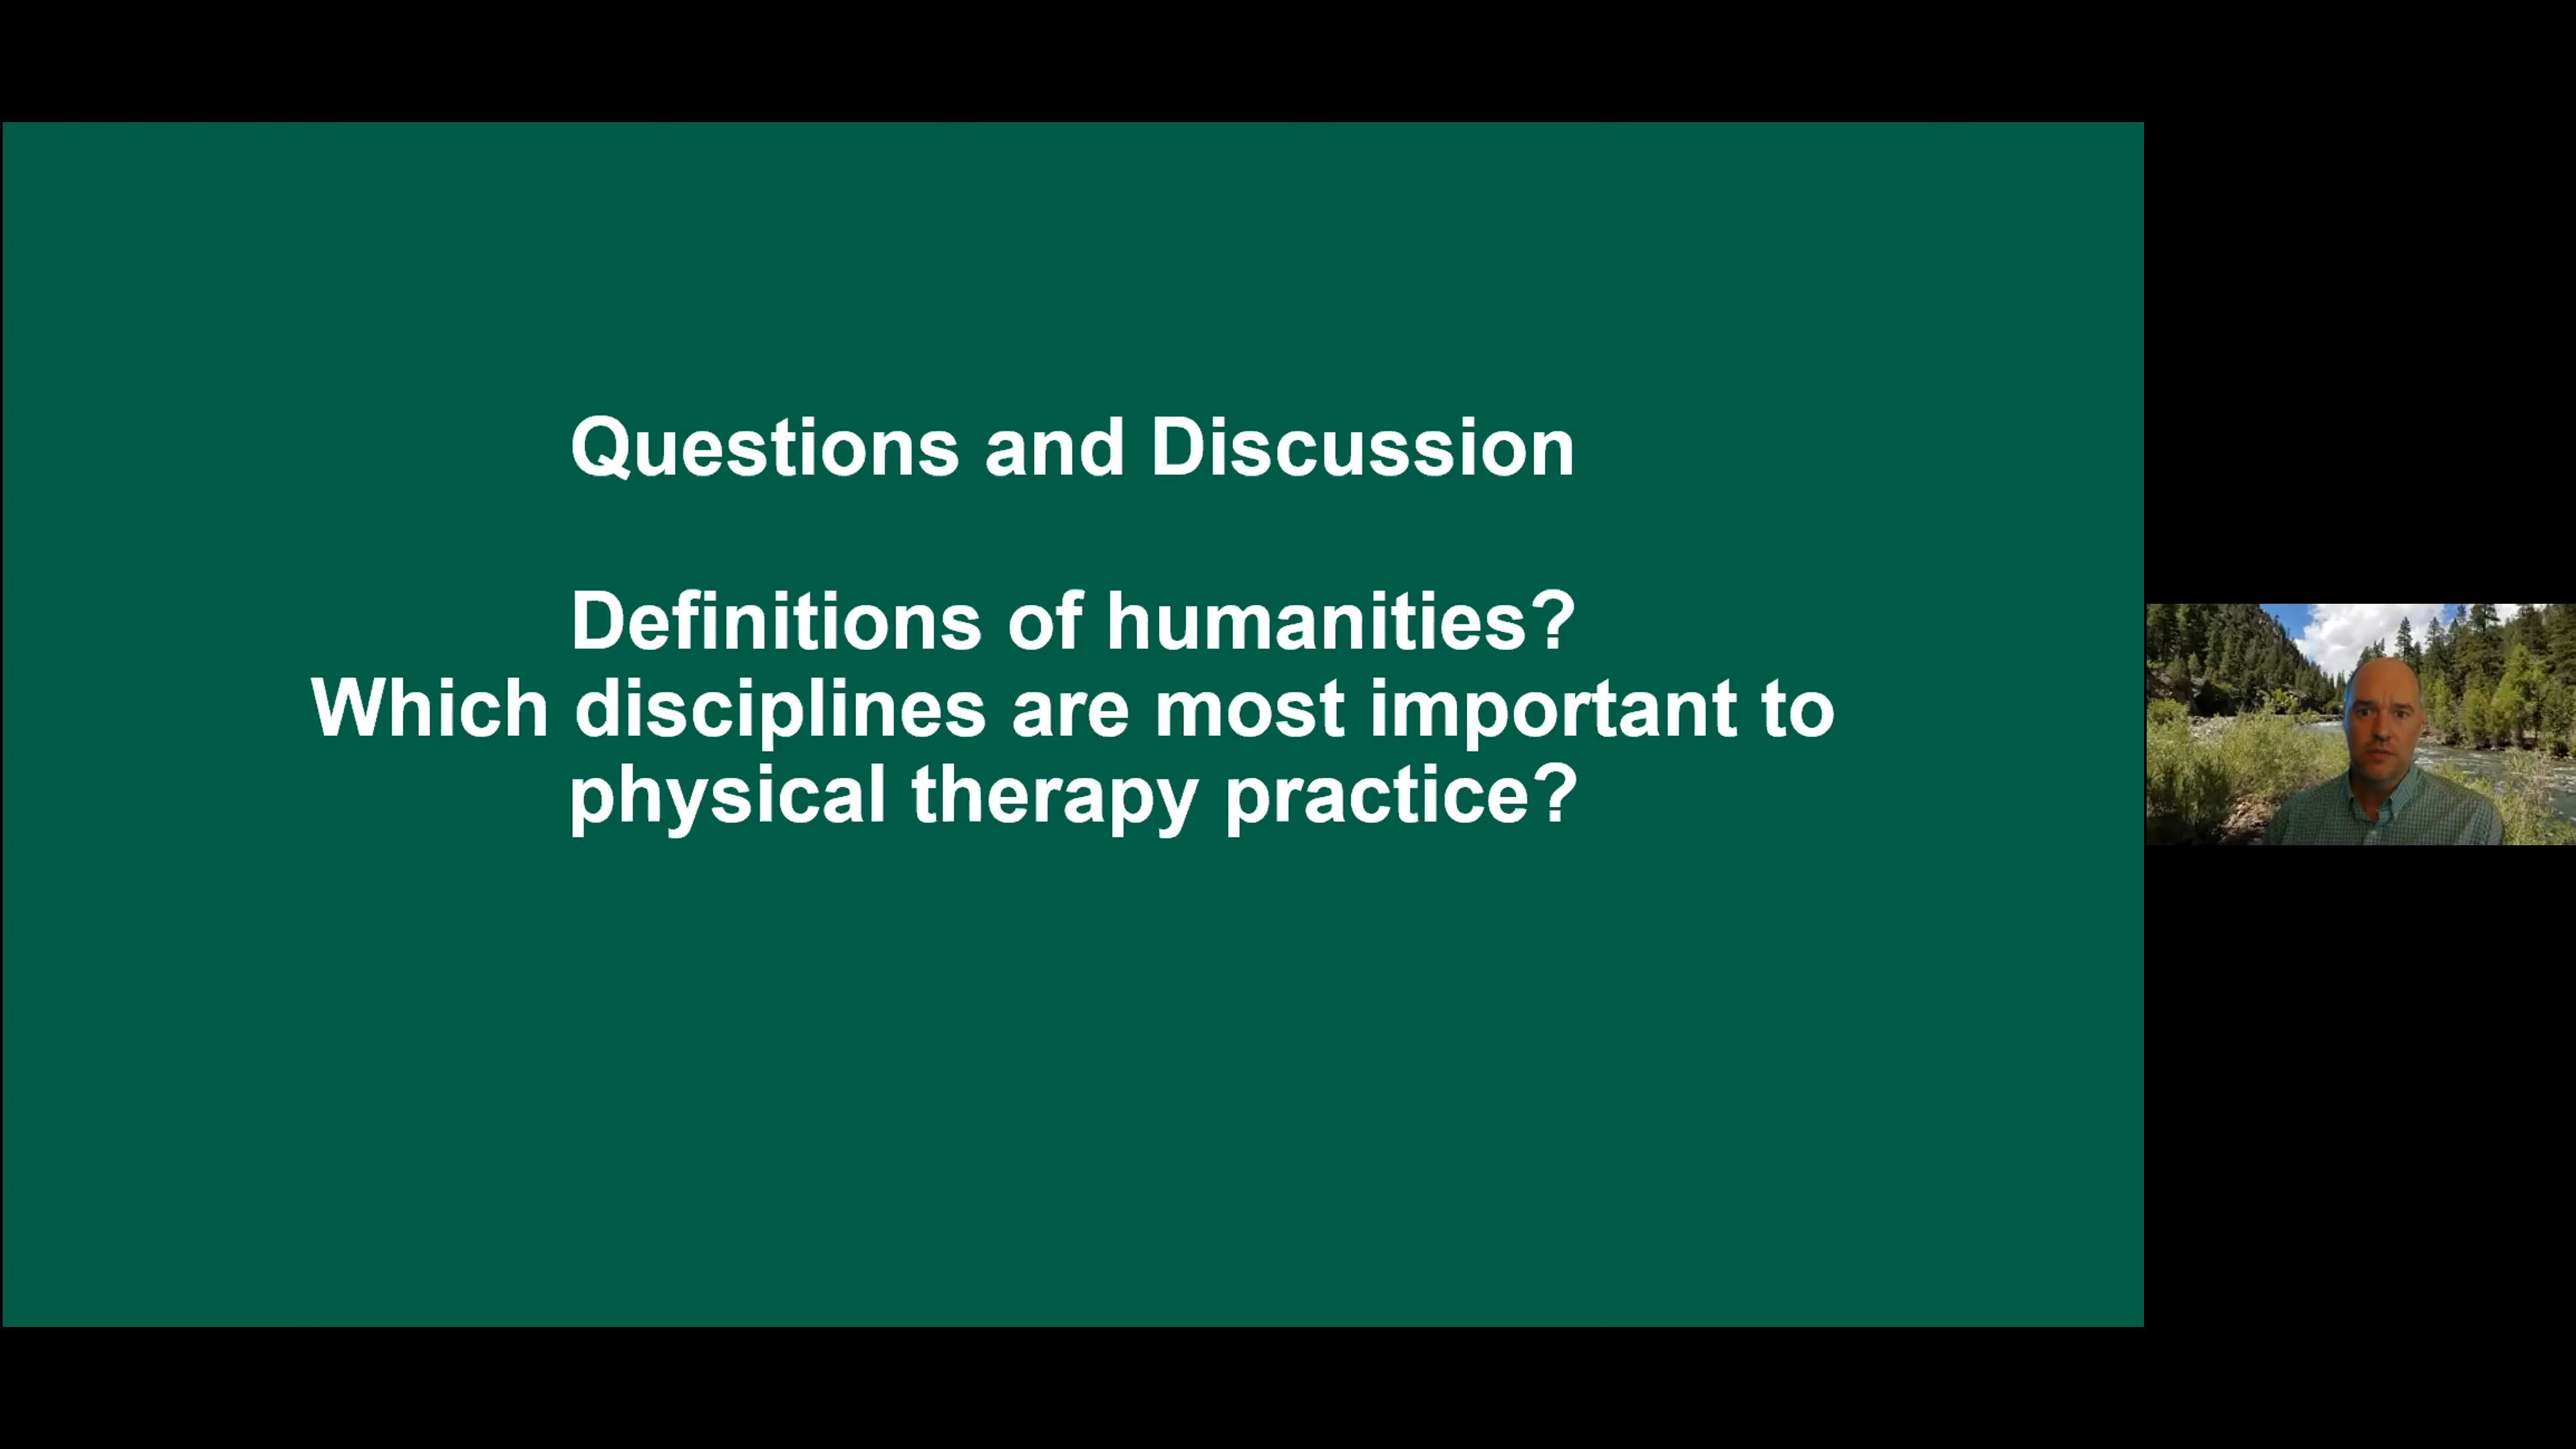 Questions and Discussion
Definitions of humanities?
Which disciplines are most important to
physical therapy practice?